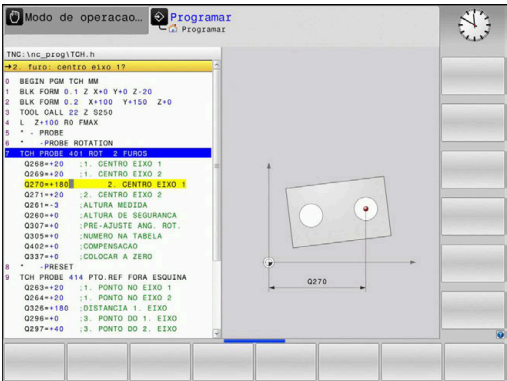 Modo de operacao...
Programar
Programar
TNC:\nc_prog\TCH.h
→2. furo: centro eixo 1?
0 BEGIN PGM TCH MM
1 BLK FORM 0.1 Z X+0 Y+0 Z-20
2 BLK FORM 0.2 X+100 Y+150 Z+0
3 TOOL CALL 22 Z S250
4 L Z+100 R0 FMAX
5 * - PROBE
6 * -PROBE ROTATION
7 TCH PROBE 401 ROT 2 FUROS
Q268=+20 ;1. CENTRO EIXO 1
Q269=+20 ;1. CENTRO EIXO 2
Q270=+180 2. CENTRO EIXO 1
Q271=+20 ;2. CENTRO EIXO 2
Q261=-3 ;ALTURA MEDIDA
Q260=+0 ;ALTURA DE SEGURANCA
Q307=+0 ;PRE-AJUSTE ANG. ROT.
Q305=+0 ;NUMERO NA TABELA
Q402=+0 ;COMPENSACAO
Q337=+0 ;COLOCAR A ZERO
8 * -PRESET
9 TCH PROBE 414 PTO.REF FORA ESQUINA
Q263=+20 ;1. PONTO NO EIXO 1
Q264=+20 ;1. PONTO NO EIXO 2
Q326=+180 ;DISTANCIA 1. EIXO
Q296=+0 ;3. PONTO DO 1. EIXO
Q297=+40 ;3. PONTO DO 2. EIXO
Q270